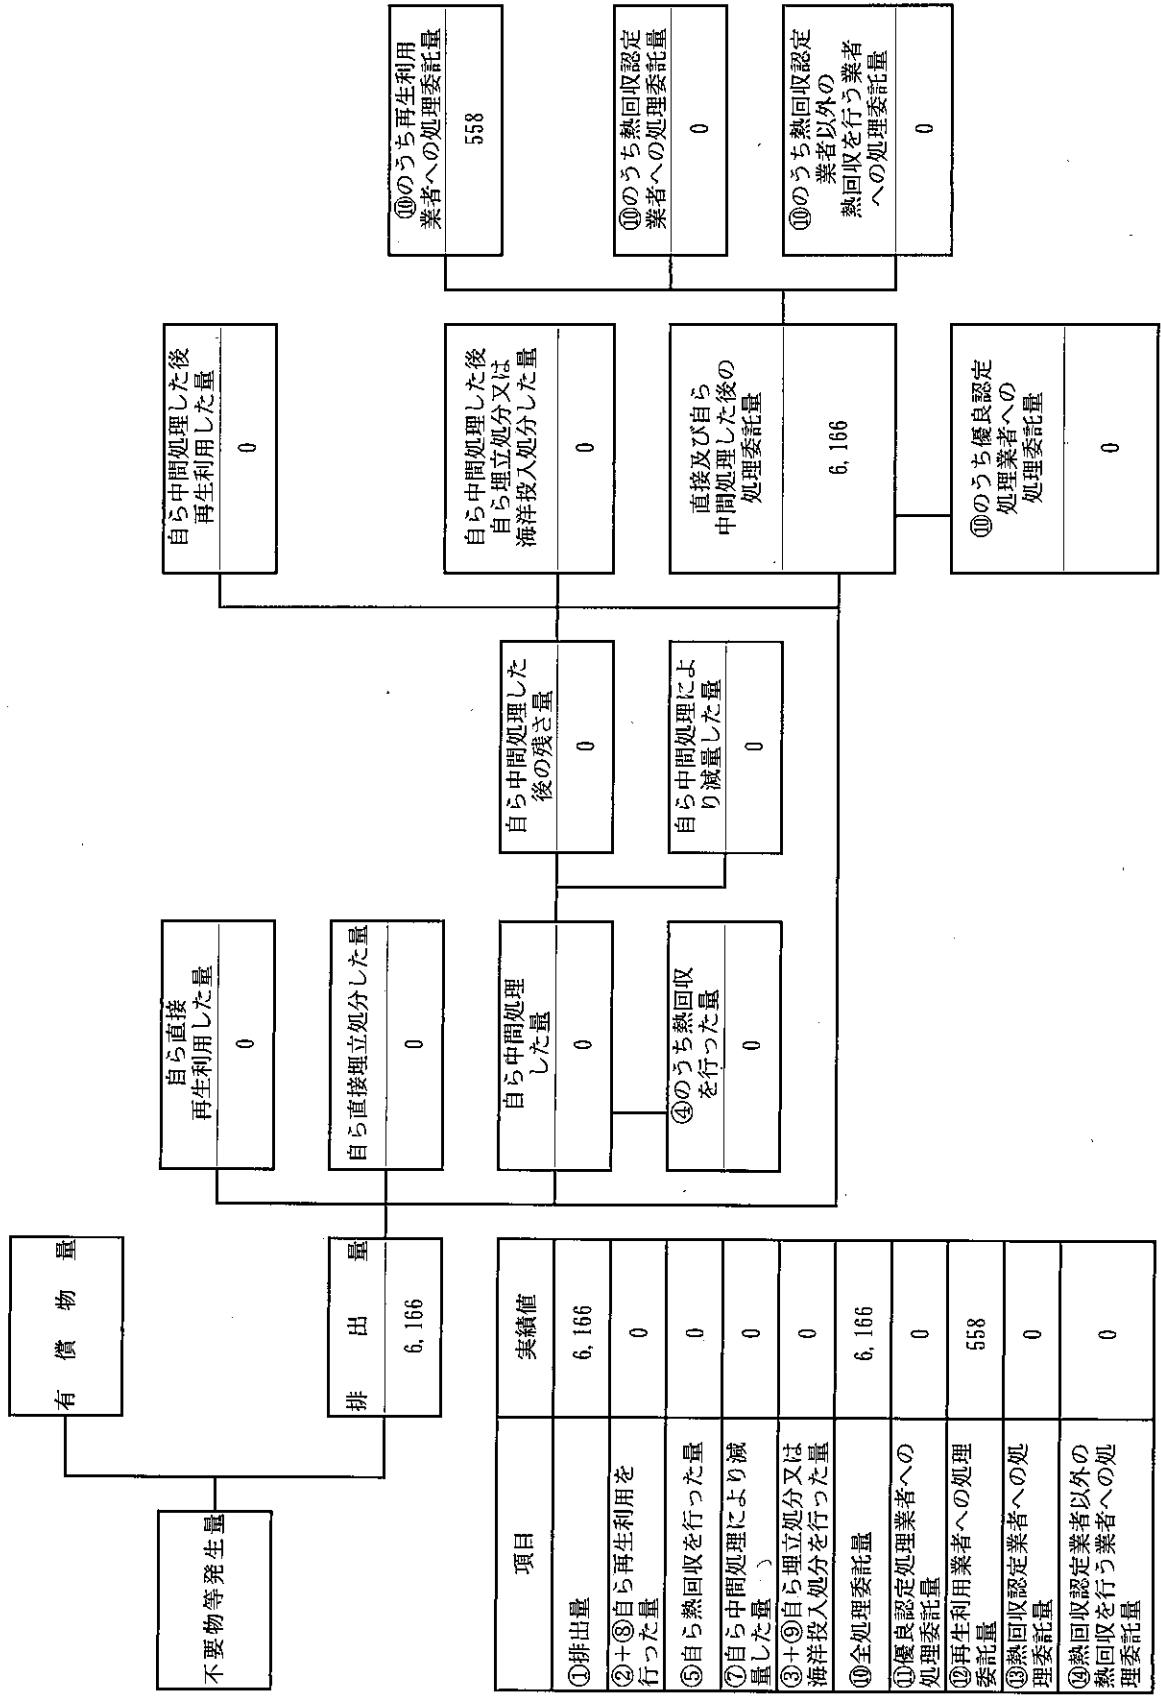 不要物等発生量
有償物量
排出量
6,166
自ら直接
再生利用した量
0
自ら直接埋立処分した量
0
自ら中間処理
した量
0
④のうち熱回収
を行った量
0
自ら中間処理した
後の残さ量
0
自ら中間処理によ
り減量した量
0
自ら中間処理した後
再生利用した量
0
自ら中間処理した後
自ら埋立処分又は
海洋投入処分した量
0
直接及び自ら
中間処理した後の
処理委託量
6,166
⑩のうち優良認定
処理業者への
処理委託量
0
⑩のうち再生利用
業者への処理委託量
558
⑩のうち熱回収認定
業者への処理委託量
0
⑩のうち熱回収認定
業者以外の
熱回収を行う業者
への処理委託量
0
項目 実績値
①排出量 6,166
②+⑧自ら再生利用を
行った量 0
⑤自ら熱回収を行った量 0
⑦自ら中間処理により減
量した量 0
③+⑨自ら埋立処分又は
海洋投入処分を行った量 0
⑩全処理委託量 6,166
⑪優良認定処理業者への
処理委託量 0
⑫再生利用業者への処理
委託量 558
⑬熱回収認定業者への処
理委託量 0
⑭熱回収認定業者以外の
熱回収を行う業者への処
理委託量 0